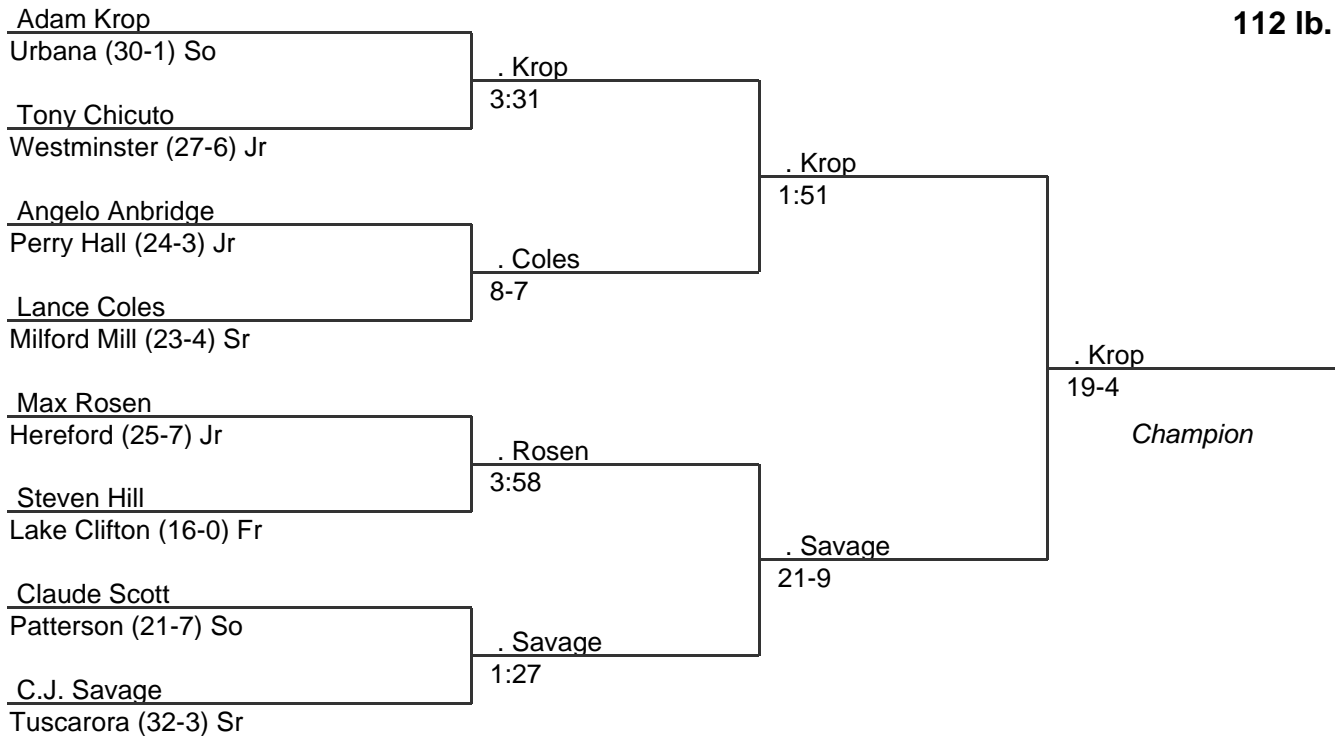 112 lb.
Adam Krop
Urbana (30-1) So
. Krop
3:31
Tony Chicuto
Westminster (27-6) Jr
. Krop
1:51
Angelo Anbridge
Perry Hall (24-3) Jr
. Coles
8-7
Lance Coles
Milford Mill (23-4) Sr
. Krop
19-4
Champion
Max Rosen
Hereford (25-7) Jr
. Rosen
3:58
Steven Hill
Lake Clifton (16-0) Fr
. Savage
21-9
Claude Scott
Patterson (21-7) So
. Savage
1:27
C.J. Savage
Tuscarora (32-3) Sr